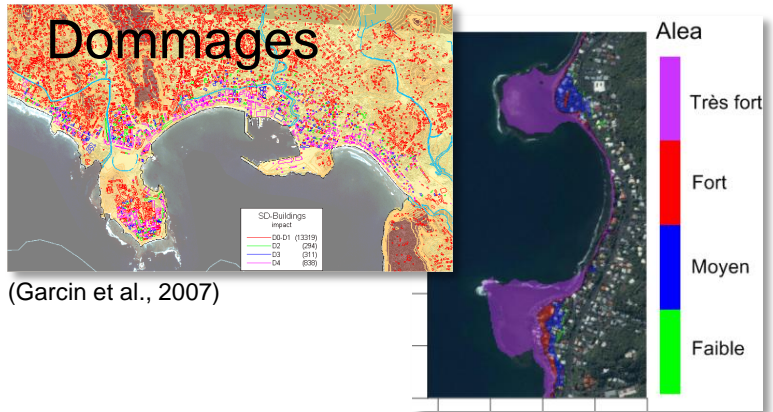 Dommages
SD-Buildings
impact
D0-D1 (13319)
D2 (294)
D3 (311)
D4 (838)
(Garcin et al., 2007)
Alea
Très fort
Fort
Moyen
Faible